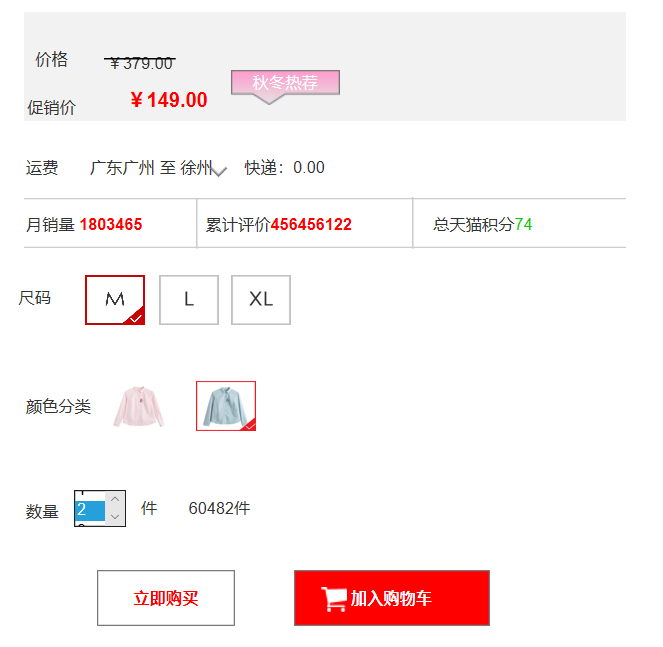 价格 ￥379.00
秋冬热荐
促销价 ￥149.00
运费 广东广州 至 徐州 快递：0.00
月销量 1803465 累计评价456456122 总天猫积分74
尺码 M L XL
颜色分类
数量 2 件 60482件
立即购买 加入购物车